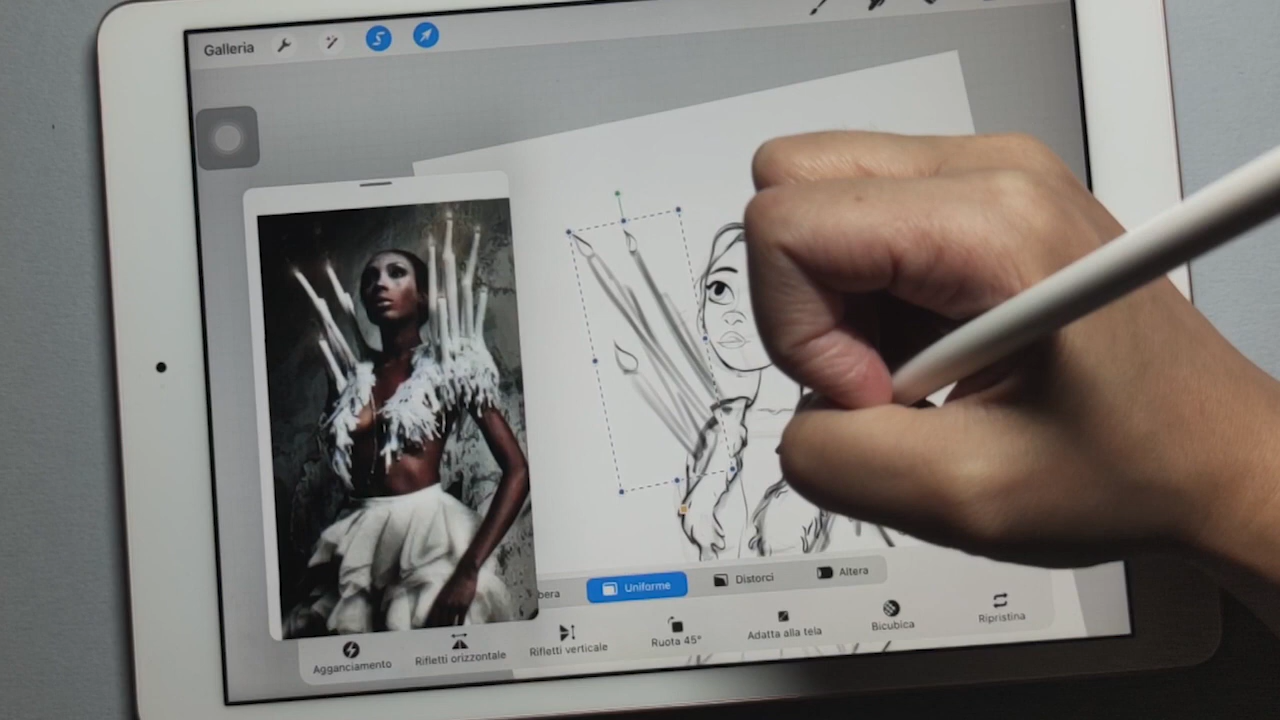 Galleria
bera
Uniforme
Distorci
Altera
Agganciamento
Rifletti orizzontale
Rifletti verticale
Ruota 45°
Adatta alla tela
Bicubica
Ripristina